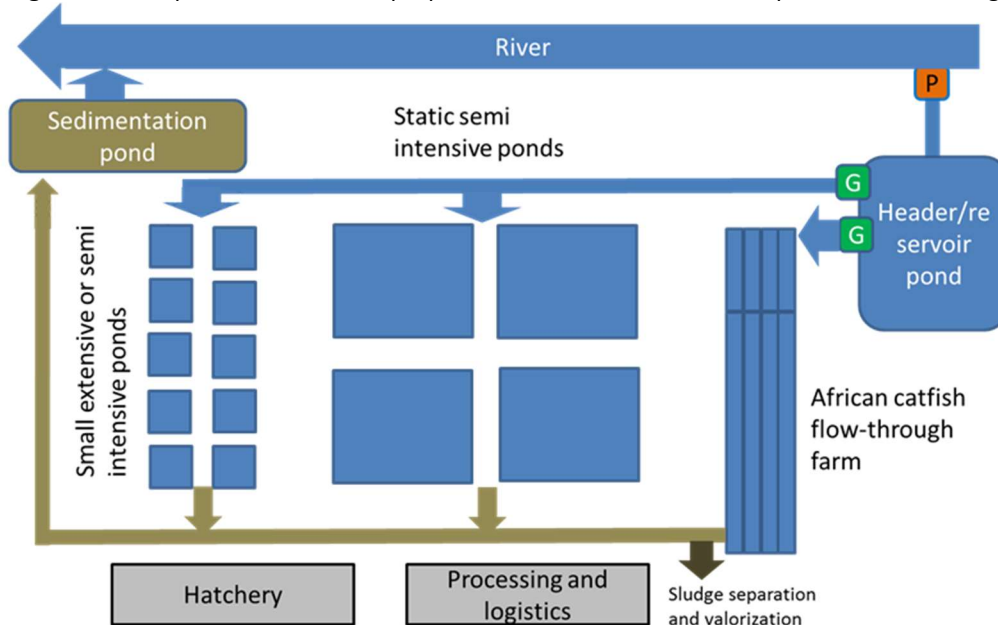 River
P
Sedimentation
pond
Static semi
intensive ponds
G
G
Header/re
servoir
pond
Small extensive or semi
intensive ponds
African catfish
flow-through
farm
Hatchery
Processing and
logistics
Sludge separation
and valorization